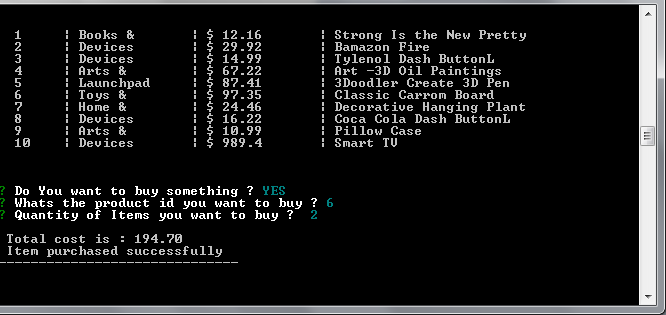 1 ¦ Books & ¦ $ 12.16 ¦ Strong Is the New Pretty
2 ¦ Devices ¦ $ 29.92 ¦ Bamazon Fire
3 ¦ Devices ¦ $ 14.99 ¦ Tylenol Dash ButtonL
4 ¦ Arts & ¦ $ 67.22 ¦ Art -3D Oil Paintings
5 ¦ Launchpad ¦ $ 87.41 ¦ 3Doodler Create 3D Pen
6 ¦ Toys & ¦ $ 97.35 ¦ Classic Carrom Board
7 ¦ Home & ¦ $ 24.46 ¦ Decorative Hanging Plant
8 ¦ Devices ¦ $ 16.22 ¦ Coca Cola Dash ButtonL
9 ¦ Arts & ¦ $ 10.99 ¦ Pillow Case
10 ¦ Devices ¦ $ 989.4 ¦ Smart TV
? Do You want to buy something ? YES
? Whats the product id you want to buy ? 6
? Quantity of Items you want to buy ? 2
Total cost is : 194.70
Item purchased successfully
------------------------------